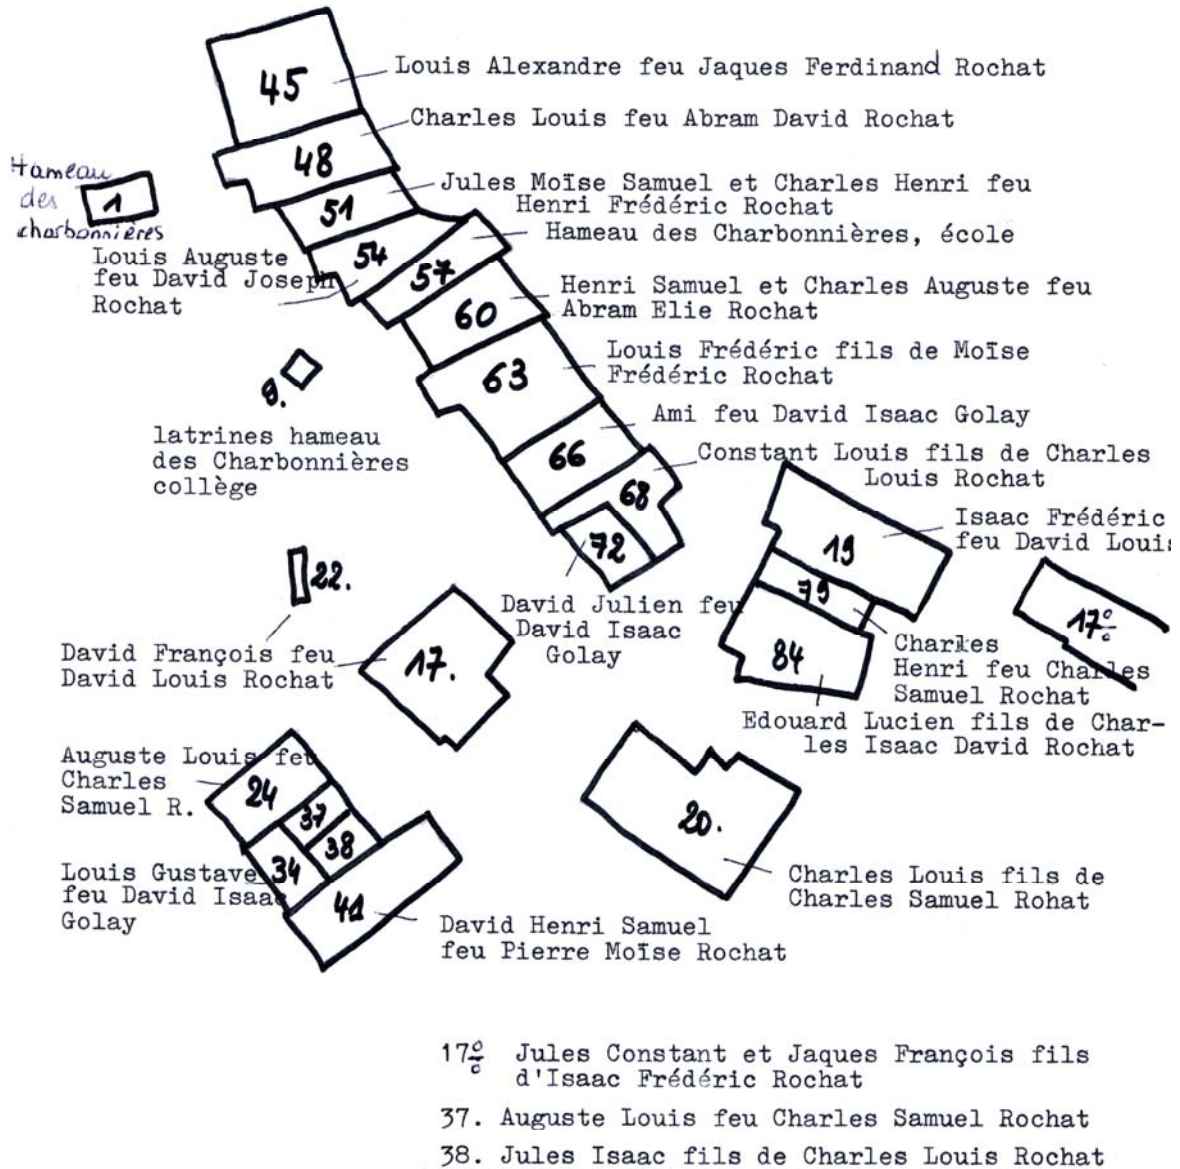 45
Louis Alexandre feu Jaques Ferdinand Rochat
Charles Louis feu Abram David Rochat
48
Hameau
des
charbonnières
1
Jules Moïse Samuel et Charles Henri feu
Henri Frédéric Rochat
51
Hameau des Charbonnières, école
54
57
Louis Auguste
feu David Joseph
Rochat
Henri Samuel et Charles Auguste feu
Abram Elie Rochat
60
Louis Frédéric fils de Moïse
Frédéric Rochat
63
9.
Ami feu David Isaac Golay
latrines hameau
des Charbonnières
collège
66
Constant Louis fils de Charles
Louis Rochat
68
Isaac Frédéric
feu David Louis
19
72
22.
79
17%
David Julien feu
David Isaac
Golay
David François feu
David Louis Rochat
17.
84
Charles
Henri feu Charles
Samuel Rochat
Edouard Lucien fils de Char-
les Isaac David Rochat
Auguste Louis feu
Charles
Samuel R.
24
37
38
20.
Louis Gustave
feu David Isaac
Golay
34
41
Charles Louis fils de
Charles Samuel Rohat
David Henri Samuel
feu Pierre Moïse Rochat
17% Jules Constant et Jaques François fils
d'Isaac Frédéric Rochat
37. Auguste Louis feu Charles Samuel Rochat
38. Jules Isaac fils de Charles Louis Rochat